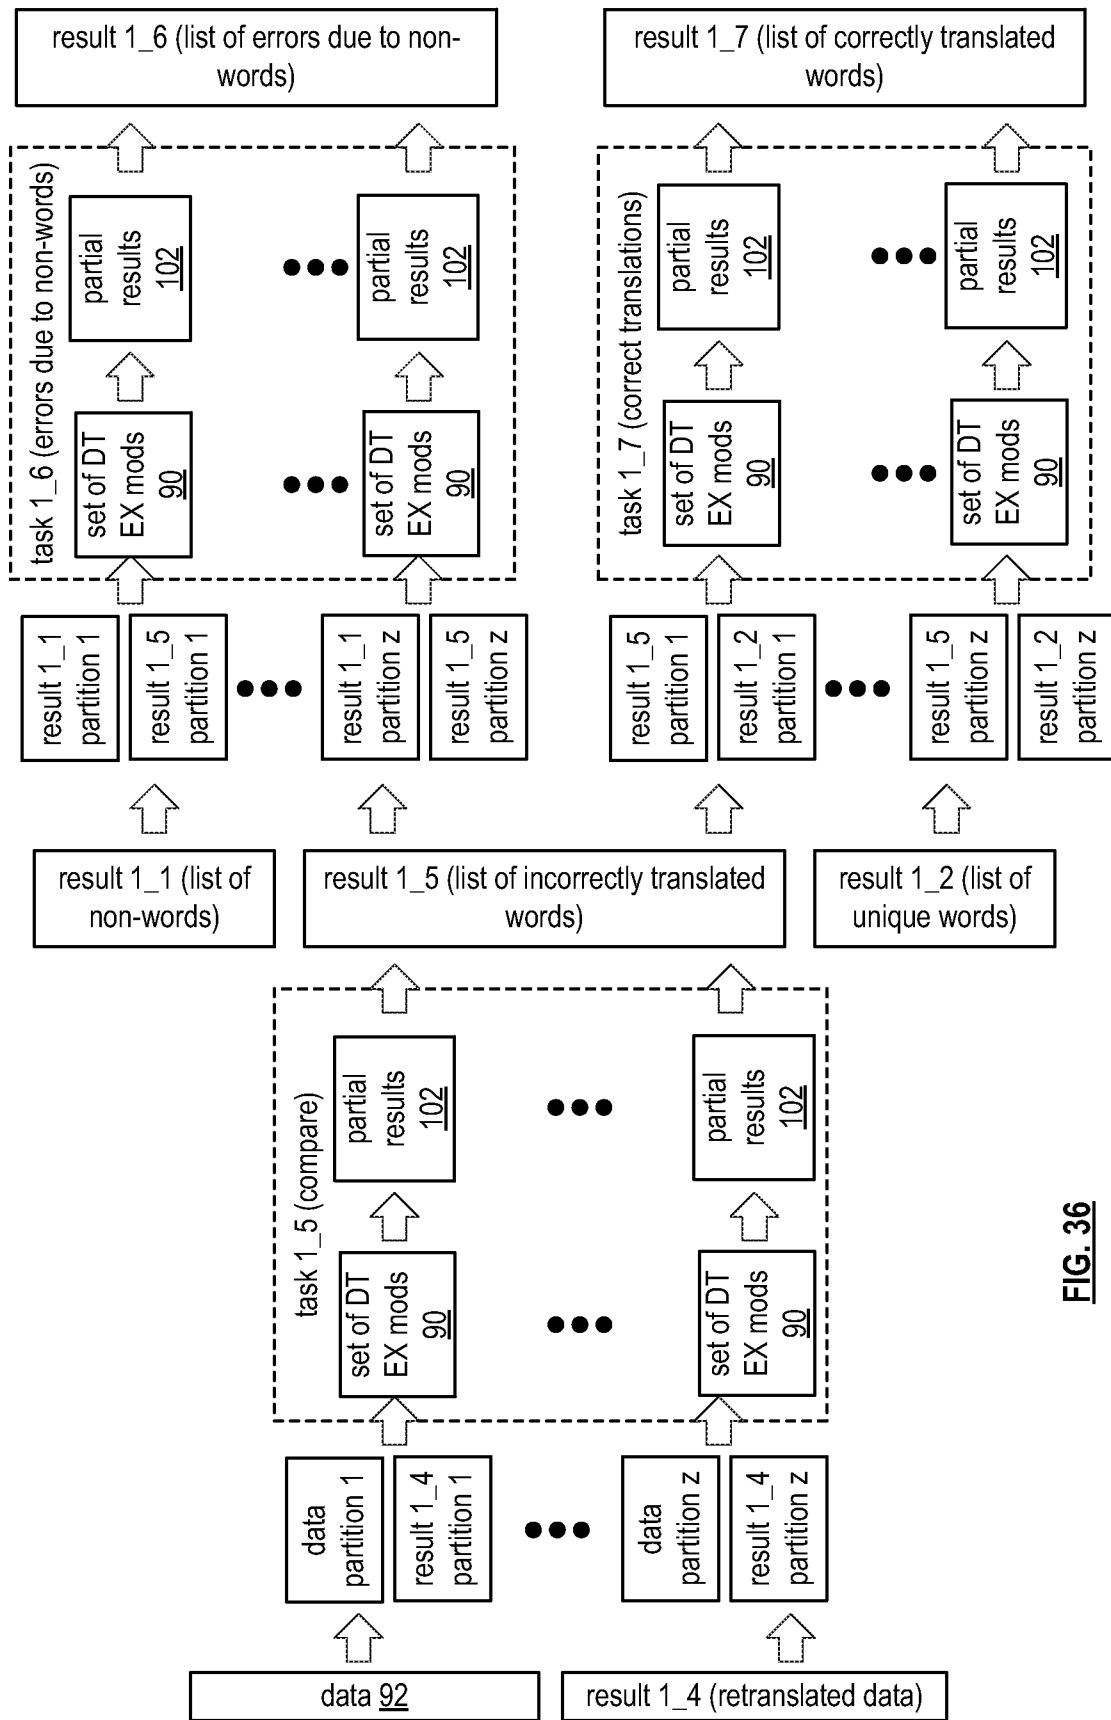 data 92
result 1_4 (retranslated data)
data
partition 1
result 1_4
partition 1
data
partition z
result 1_4
partition z
task 1_5 (compare)
set of DT
EX mods
90
partial
results
102
set of DT
EX mods
90
partial
results
102
result 1_1 (list of
non-words)
result 1_5 (list of incorrectly translated
words)
result 1_2 (list of
unique words)
result 1_1
partition 1
result 1_5
partition 1
result 1_1
partition z
result 1_5
partition z
task 1_6 (errors due to non-words)
set of DT
EX mods
90
partial
results
102
set of DT
EX mods
90
partial
results
102
result 1_6 (list of errors due to non-
words)
result 1_5
partition 1
result 1_2
partition 1
result 1_5
partition z
result 1_2
partition z
task 1_7 (correct translations)
set of DT
EX mods
90
partial
results
102
set of DT
EX mods
90
partial
results
102
result 1_7 (list of correctly translated
words)
FIG. 36